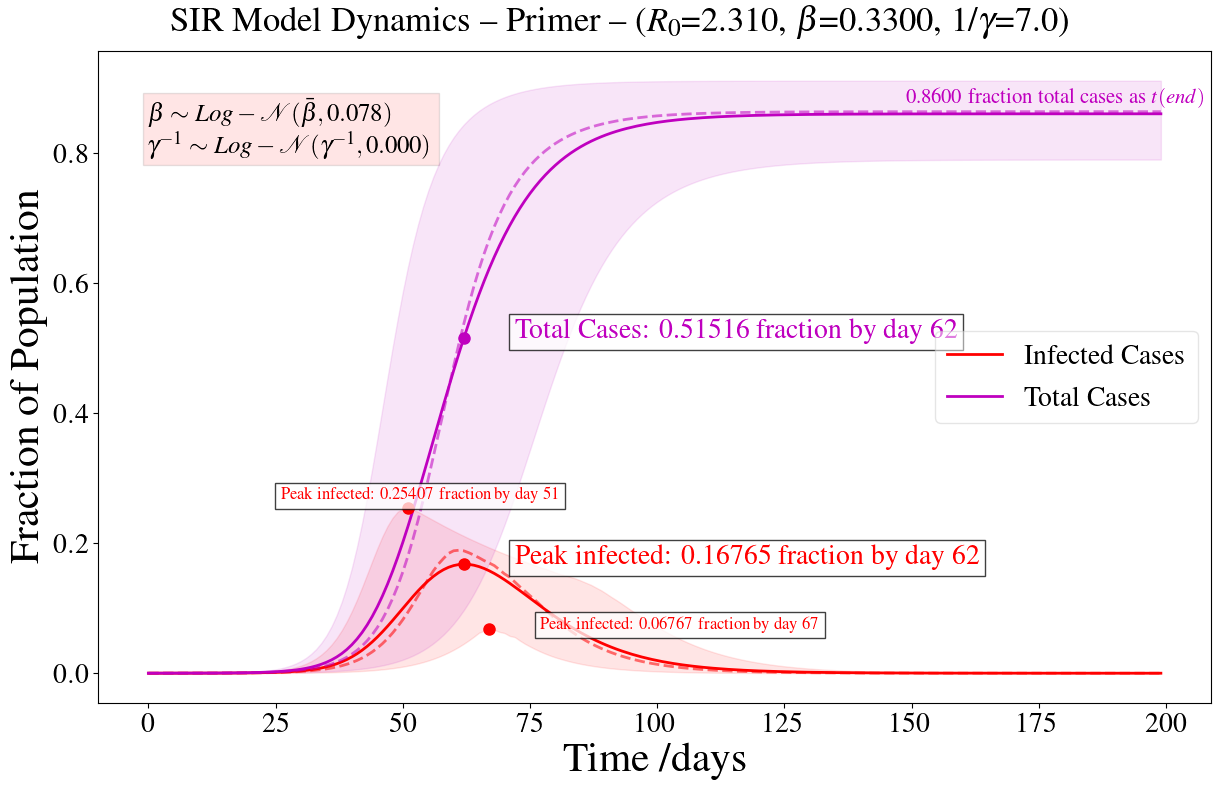 SIR Model Dynamics – Primer – (R₀=2.310, β=0.3300, 1/γ=7.0)
β ∼ Log − 𝒩 (β̄, 0.078)
γ⁻¹ ∼ Log − 𝒩 (γ⁻¹, 0.000)
0.8600 fraction total cases as t(end)
Total Cases: 0.51516 fraction by day 62
Infected Cases
Total Cases
Peak infected: 0.25407 fraction by day 51
Peak infected: 0.16765 fraction by day 62
Peak infected: 0.06767 fraction by day 67
Fraction of Population
0.8
0.6
0.4
0.2
0.0
0 25 50 75 100 125 150 175 200
Time /days